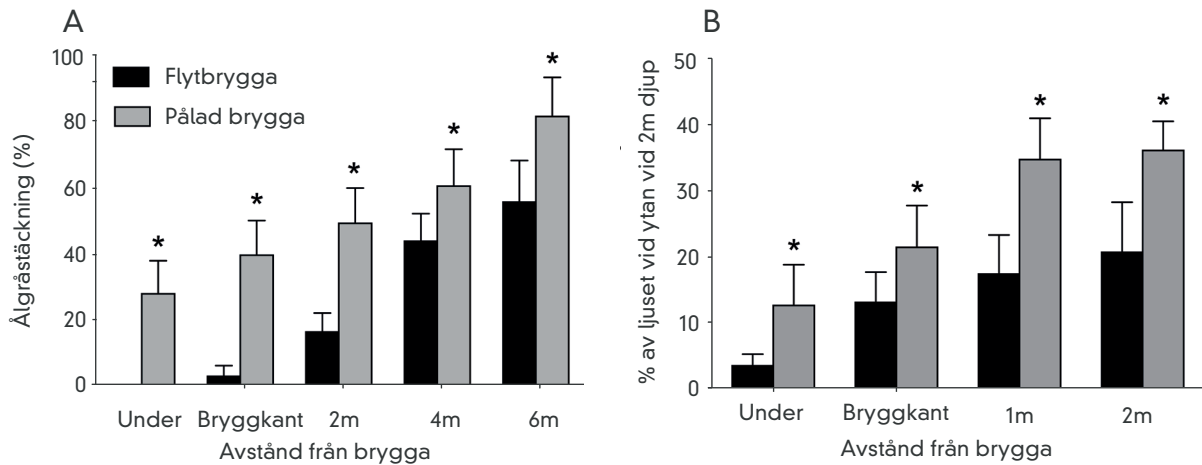 A
Ålgråstäckning (%)
100
80
60
40
20
0
Flytbrygga
Pålad brygga
* * * * *
Under Bryggkant 2m 4m 6m
Avstånd från brygga
B
% av ljuset vid ytan vid 2m djup
50
40
30
20
10
0
* * * *
Under Bryggkant 1m 2m
Avstånd från brygga